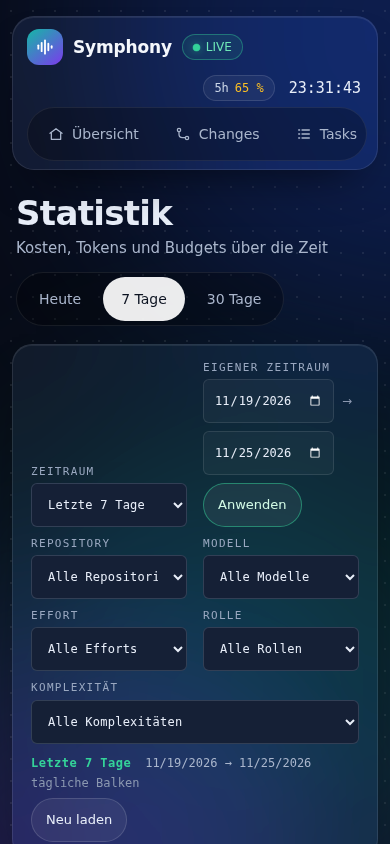 Symphony LIVE
5h 65 % 23:31:43
Übersicht Changes Tasks
Statistik
Kosten, Tokens und Budgets über die Zeit
Heute 7 Tage 30 Tage
EIGENER ZEITRAUM
11/19/2026 →
11/25/2026
ZEITRAUM
Letzte 7 Tage Anwenden
REPOSITORY MODELL
Alle Repositori Alle Modelle
EFFORT ROLLE
Alle Efforts Alle Rollen
KOMPLEXITÄT
Alle Komplexitäten
Letzte 7 Tage 11/19/2026 → 11/25/2026
tägliche Balken
Neu laden